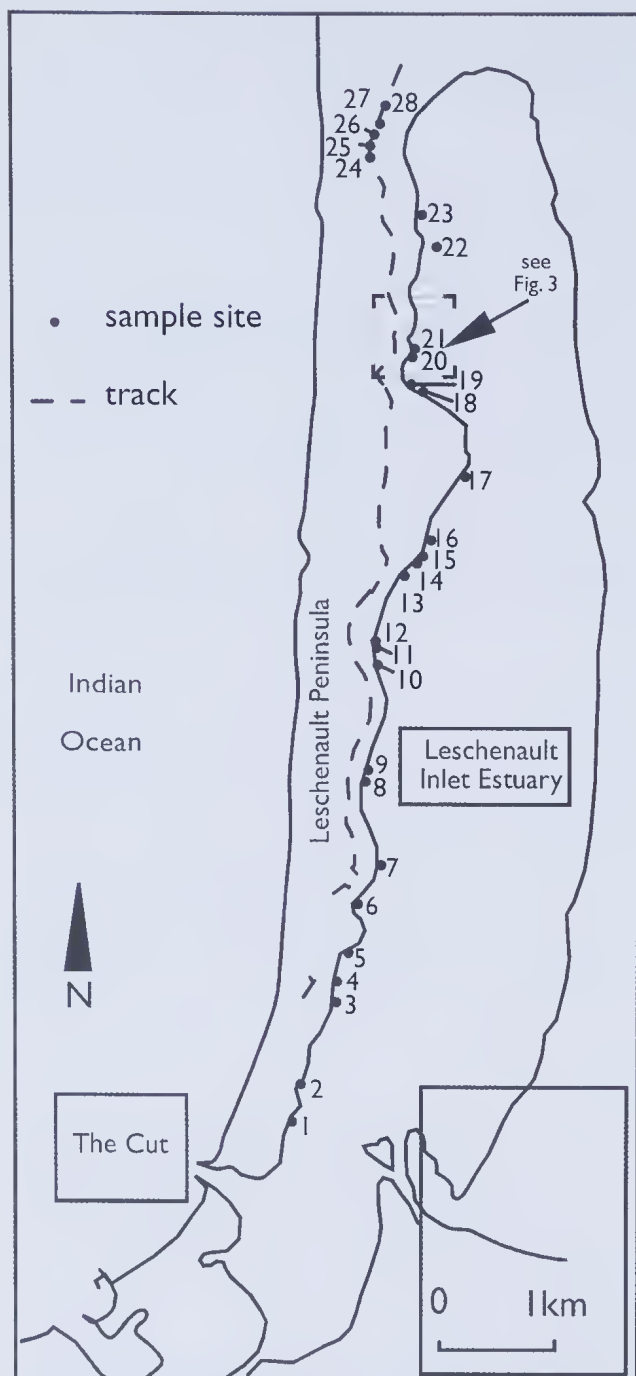 27
28
26
25
24
23
22
see
Fig. 3
sample site
21
20
track
19
18
17
16
15
14
13
12
11
10
Leschenault Peninsula
Indian
Ocean
Leschenault
Inlet Estuary
9
8
7
6
5
4
3
N
2
1
The Cut
0 1km